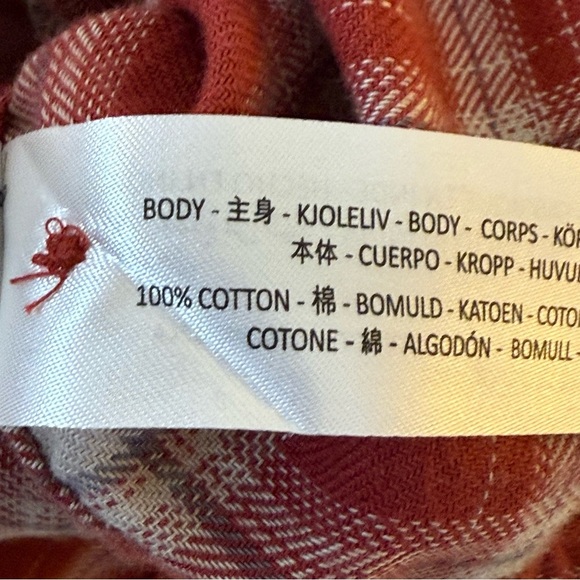 BODY - 主身 - KJOLELIV - BODY - CORPS -
本体 - CUERPO - KROPP -
100% COTTON - 棉 - BOMULD - KATOEN -
COTONE - 綿 - ALGODÓN - BOMULL -